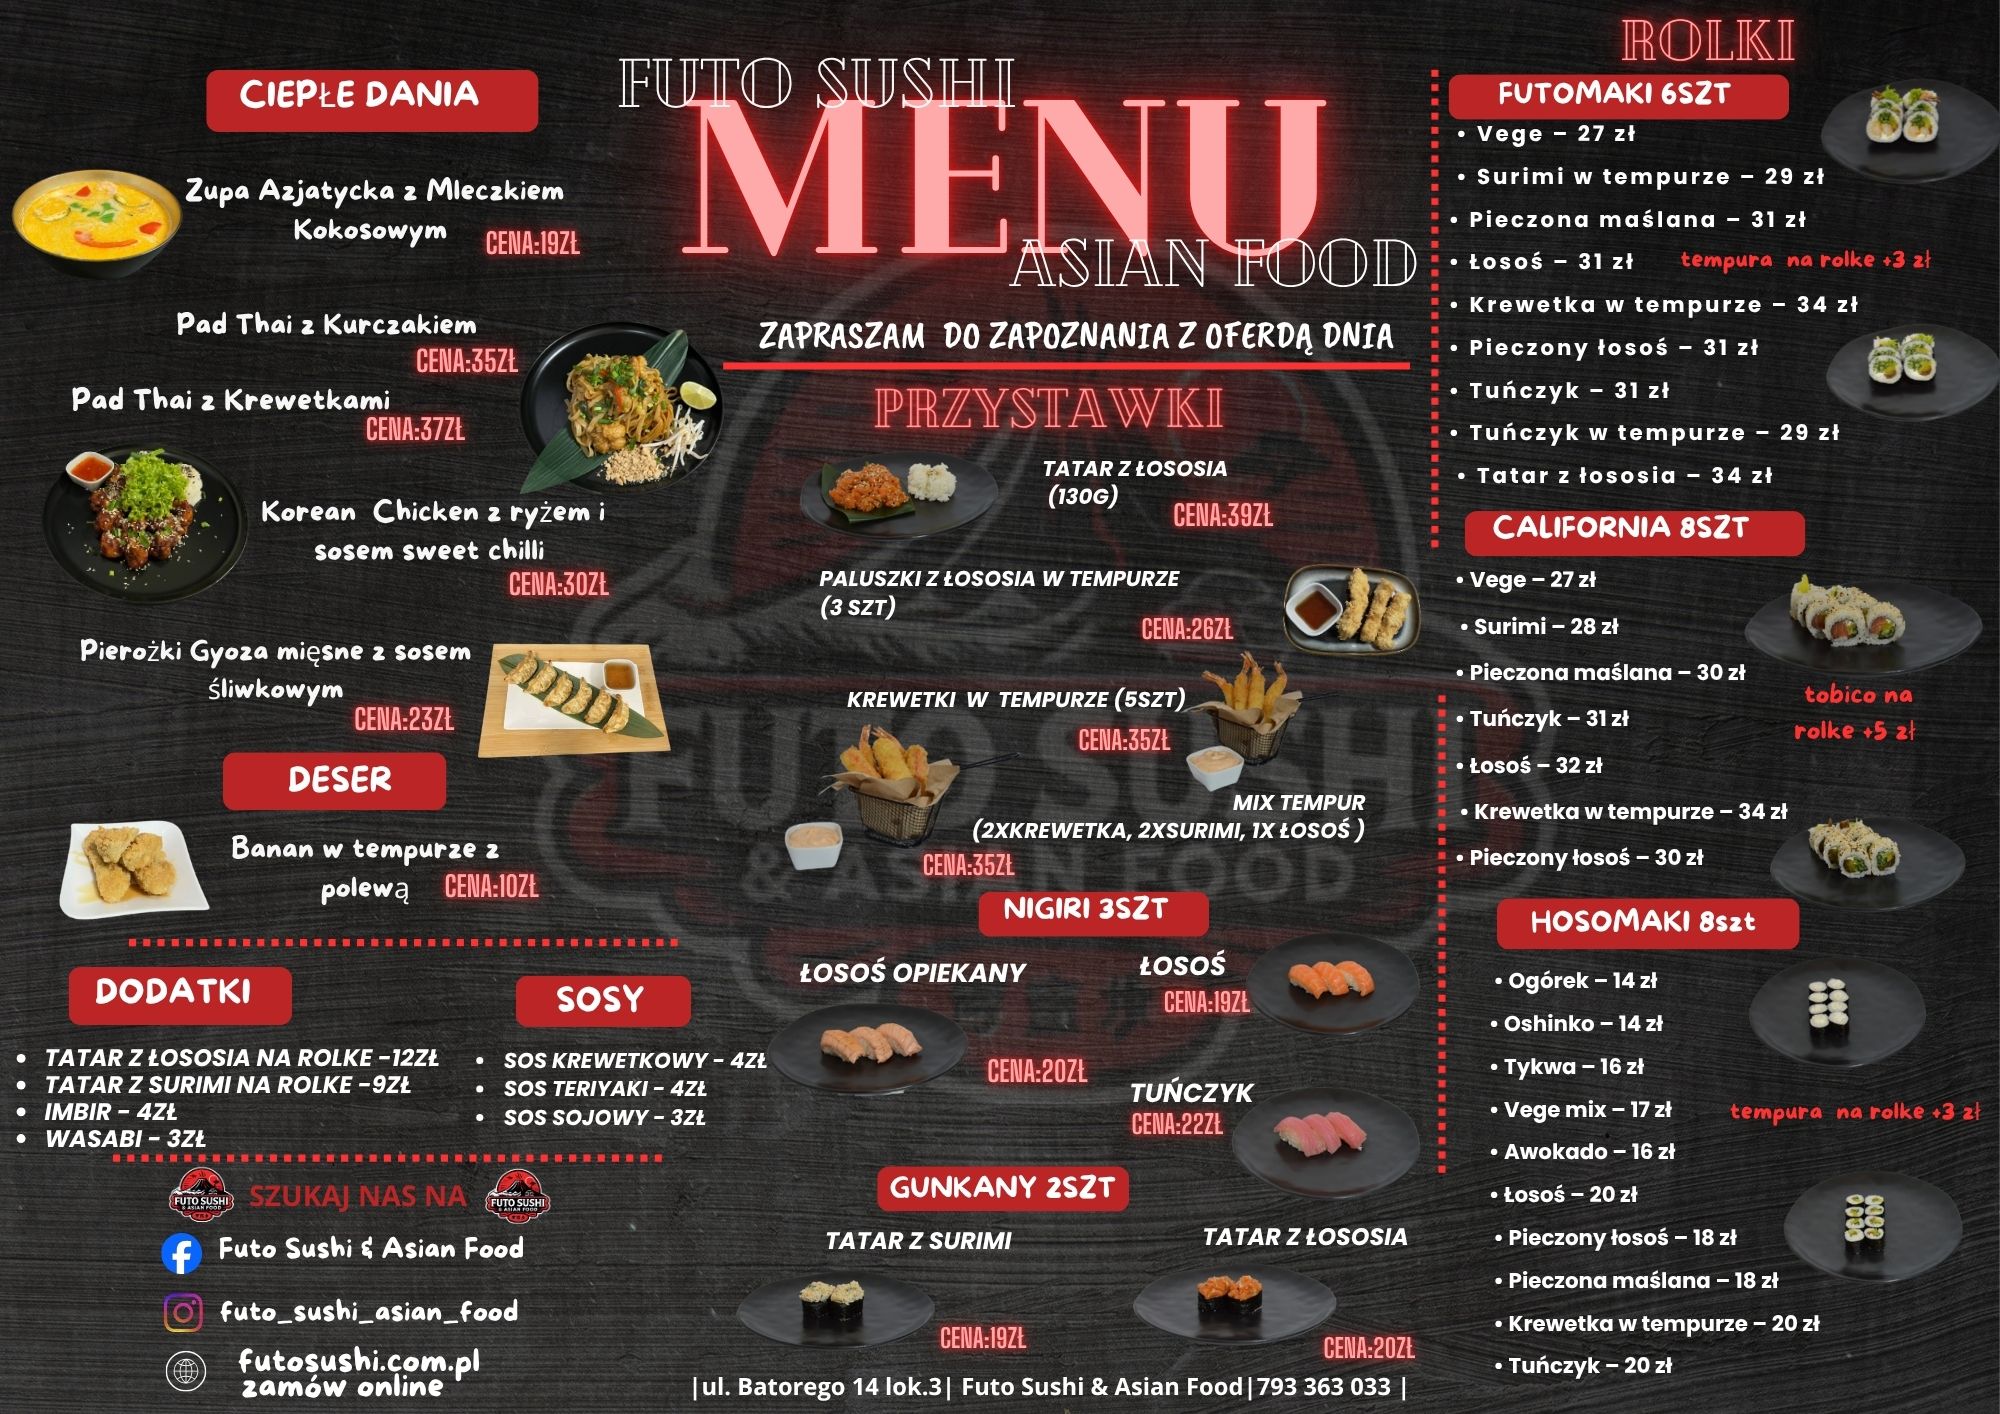 FUTO SUSHI
MENU
ASIAN FOOD
ZAPRASZAM DO ZAPOZNANIA Z OFERDĄ DNIA
CIEPŁE DANIA
Zupa Azjatycka z Mleczkiem
Kokosowym
CENA:19ZŁ
Pad Thai z Kurczakiem
CENA:35ZŁ
Pad Thai z Krewetkami
CENA:37ZŁ
Korean Chicken z ryżem i
sosem sweet chilli
CENA:30ZŁ
Pierożki Gyoza mięsne z sosem
śliwkowym
CENA:23ZŁ
DESER
Banan w tempurze z
polewą
CENA:10ZŁ
DODATKI
• TATAR Z ŁOSOSIA NA ROLKE -12ZŁ
• TATAR Z SURIMI NA ROLKE -9ZŁ
• IMBIR - 4ZŁ
• WASABI - 3ZŁ
SOSY
• SOS KREWETKOWY - 4ZŁ
• SOS TERIYAKI - 4ZŁ
• SOS SOJOWY - 3ZŁ
FUTO SUSHI
& ASIAN FOOD
SZUKAJ NAS NA
FUTO SUSHI
& ASIAN FOOD
Futo Sushi & Asian Food
futo_sushi_asian_food
futosushi.com.pl
zamów online
PRZYSTAWKI
TATAR Z ŁOSOSIA
(130G)
CENA:39ZŁ
PALUSZKI Z ŁOSOSIA W TEMPURZE
(3 SZT)
CENA:26ZŁ
KREWETKI W TEMPURZE (5SZT)
CENA:35ZŁ
MIX TEMPUR
(2XKREWETKA, 2XSURIMI, 1X ŁOSOŚ )
CENA:35ZŁ
FUTO SUSHI
& ASIAN FOOD
NIGIRI 3SZT
ŁOSOŚ OPIEKANY
CENA:20ZŁ
ŁOSOŚ
CENA:19ZŁ
TUŃCZYK
CENA:22ZŁ
GUNKANY 2SZT
TATAR Z SURIMI
CENA:19ZŁ
TATAR Z ŁOSOSIA
CENA:20ZŁ
|ul. Batorego 14 lok.3| Futo Sushi & Asian Food|793 363 033 |
ROLKI
FUTOMAKI 6SZT
• Vege – 27 zł
• Surimi w tempurze – 29 zł
• Pieczona maślana – 31 zł
• Łosoś – 31 zł
tempura na rolke +3 zł
• Krewetka w tempurze – 34 zł
• Pieczony łosoś – 31 zł
• Tuńczyk – 31 zł
• Tuńczyk w tempurze – 29 zł
• Tatar z łososia – 34 zł
CALIFORNIA 8SZT
• Vege – 27 zł
• Surimi – 28 zł
• Pieczona maślana – 30 zł
• Tuńczyk – 31 zł
• Łosoś – 32 zł
• Krewetka w tempurze – 34 zł
• Pieczony łosoś – 30 zł
tobico na
rolke +5 zł
HOSOMAKI 8szt
• Ogórek – 14 zł
• Oshinko – 14 zł
• Tykwa – 16 zł
• Vege mix – 17 zł
tempura na rolke +3 zł
• Awokado – 16 zł
• Łosoś – 20 zł
• Pieczony łosoś – 18 zł
• Pieczona maślana – 18 zł
• Krewetka w tempurze – 20 zł
• Tuńczyk – 20 zł